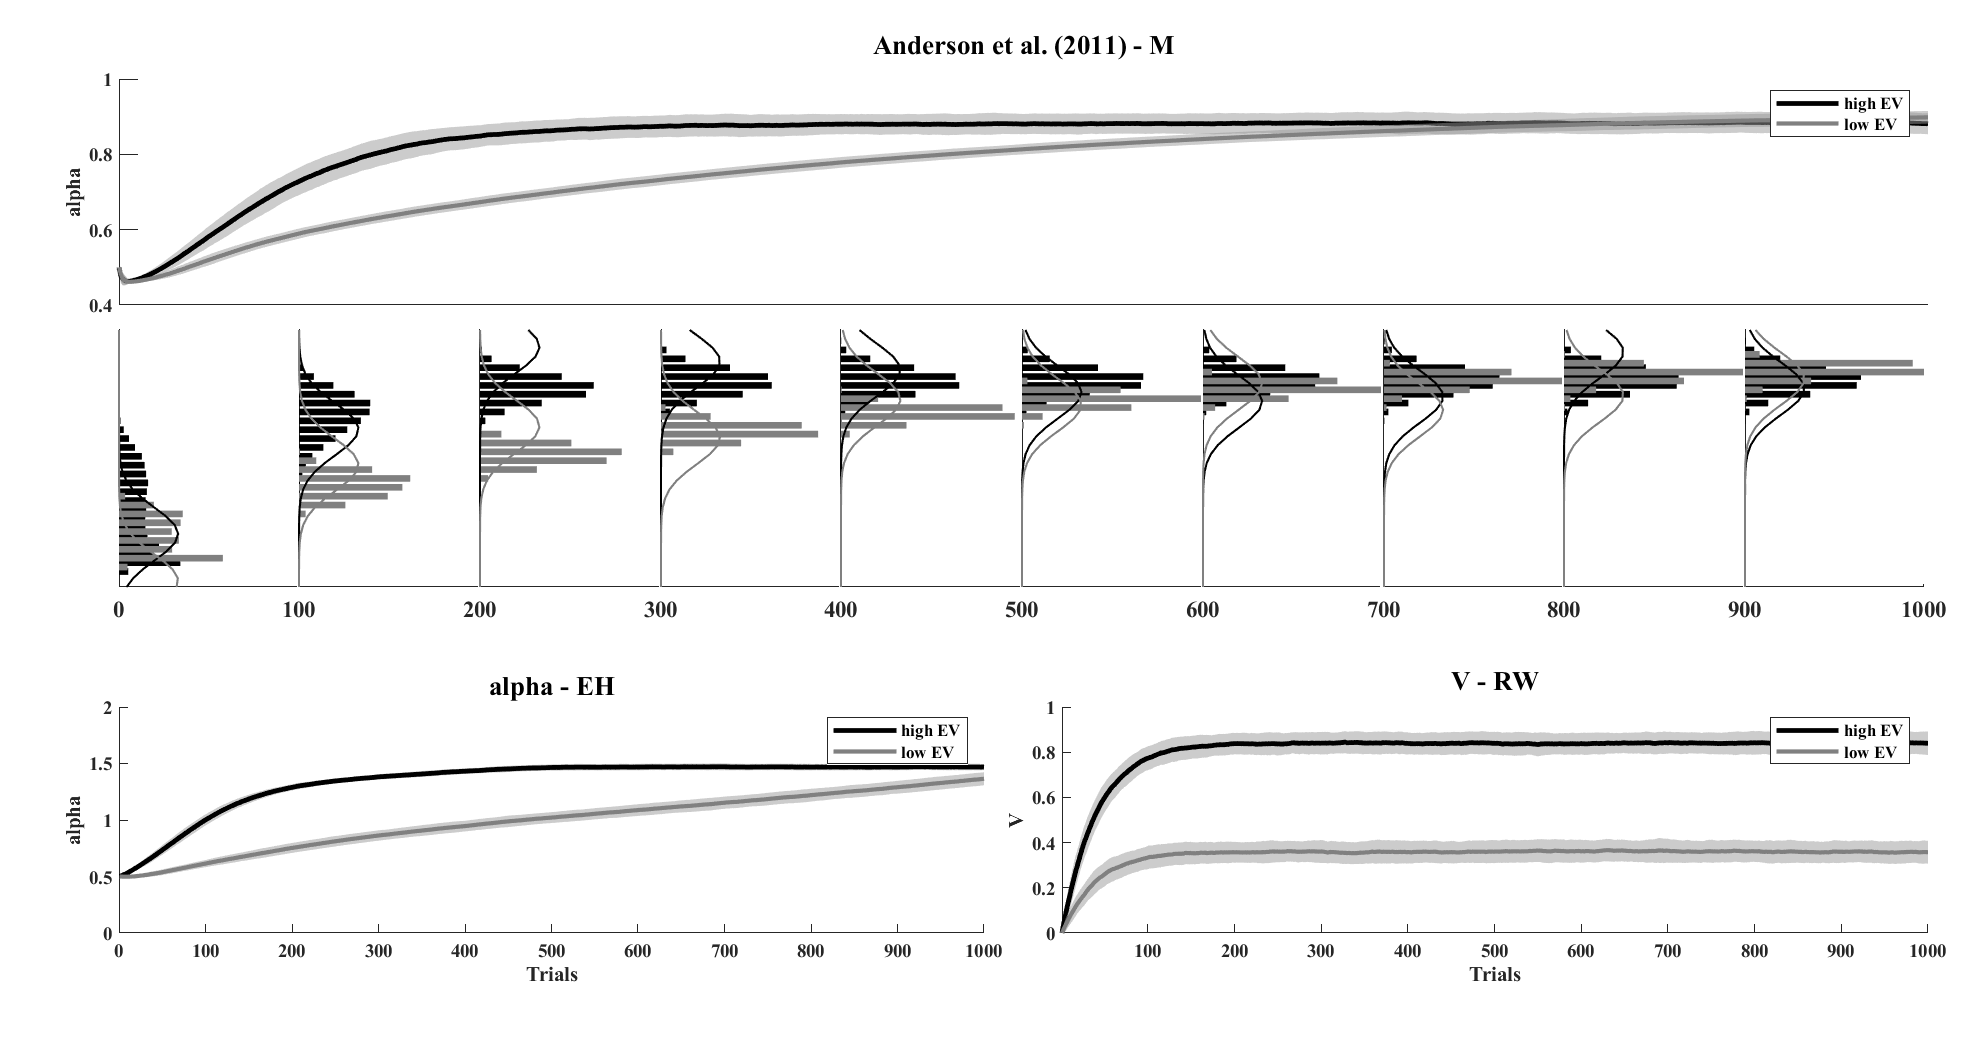 Anderson et al. (2011) - M
1
0.8
0.6
0.4
alpha
high EV
low EV
0 100 200 300 400 500 600 700 800 900 1000
alpha - EH
2
1.5
1
0.5
0
alpha
high EV
low EV
0 100 200 300 400 500 600 700 800 900 1000
Trials
V - RW
1
0.8
0.6
0.4
0.2
0
V
high EV
low EV
100 200 300 400 500 600 700 800 900 1000
Trials